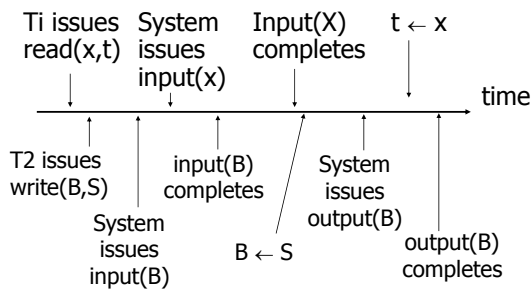 Ti issues
read(x,t)
System
issues
input(x)
Input(X)
completes
t ← x
time
T2 issues
write(B,S)
System
issues
input(B)
input(B)
completes
B ← S
System
issues
output(B)
output(B)
completes